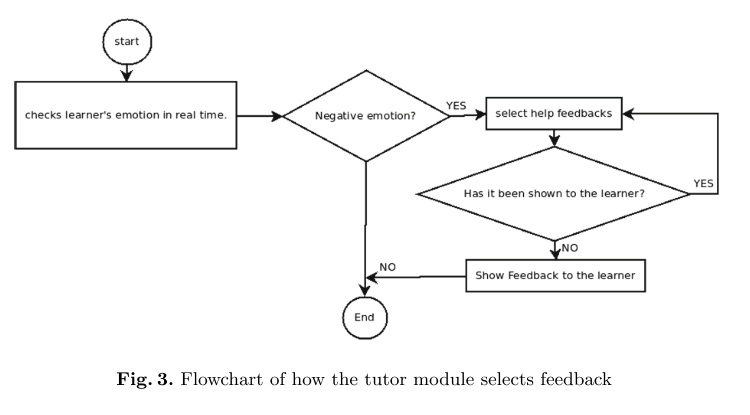 start
checks learner's emotion in real time.
Negative emotion?
YES
select help feedbacks
Has it been shown to the learner?
YES
NO
Show Feedback to the learner
NO
End
Fig. 3. Flowchart of how the tutor module selects feedback